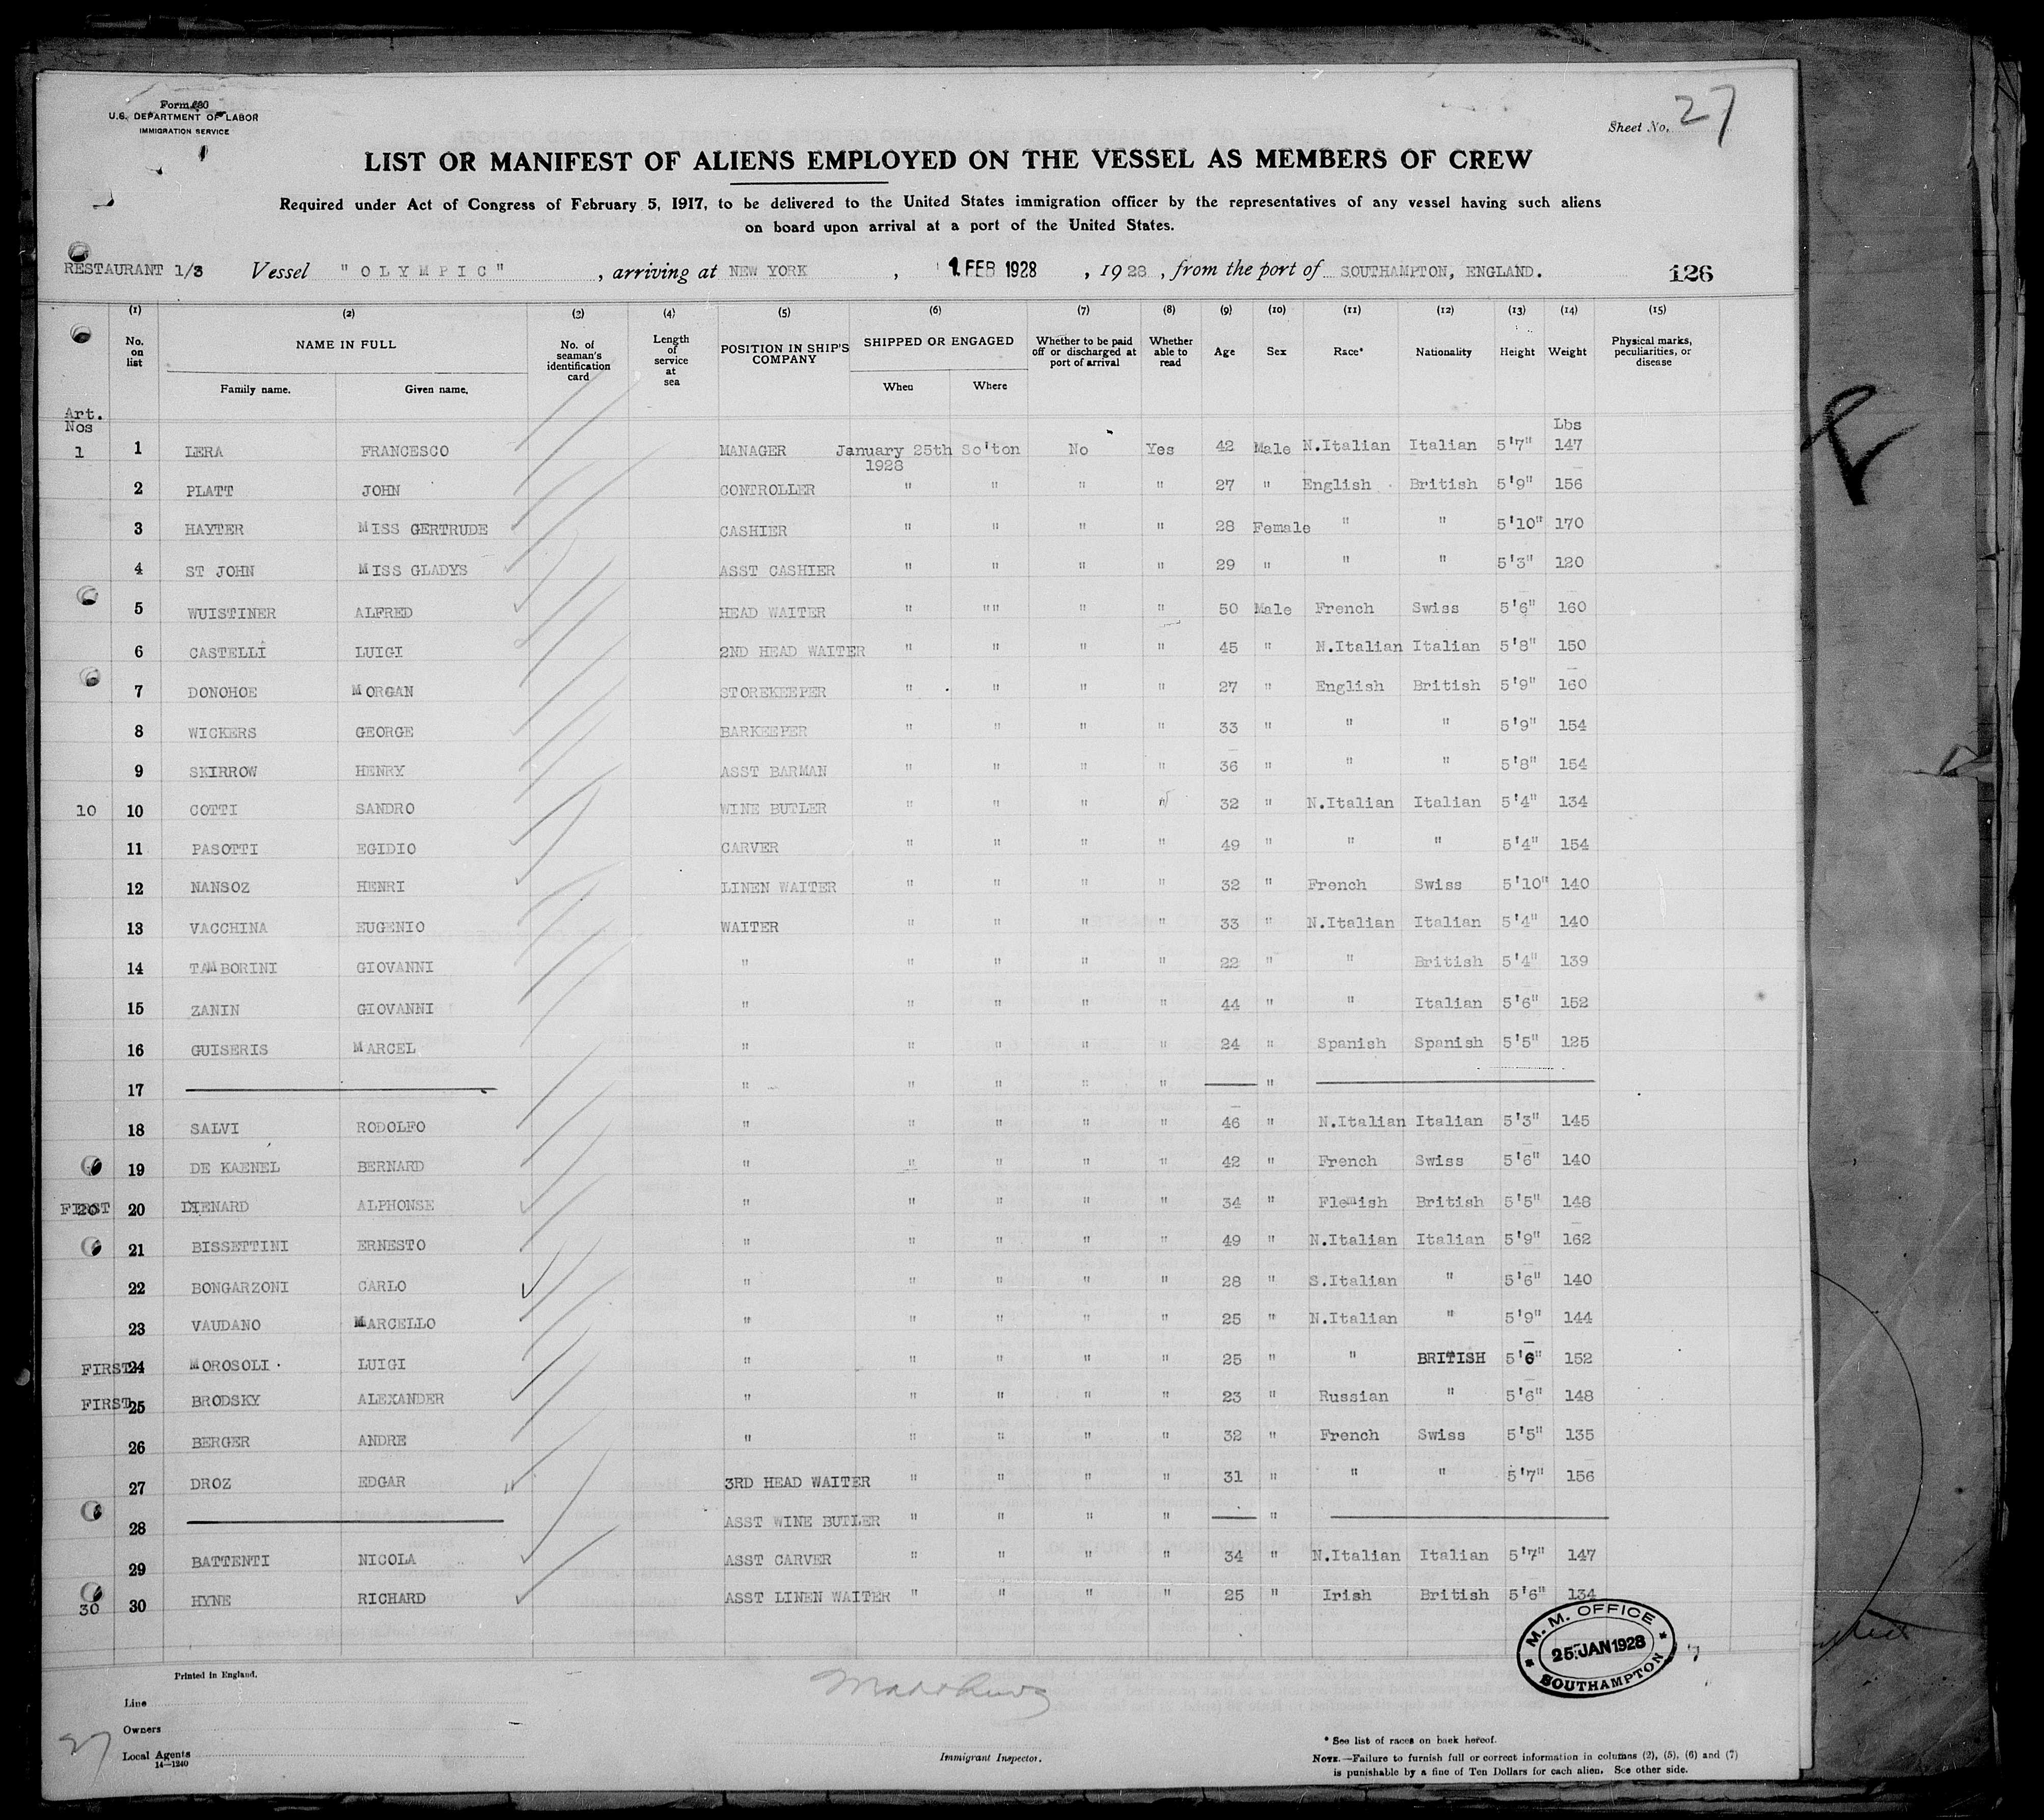 Form 680
U.S. DEPARTMENT OF LABOR
IMMIGRATION SERVICE
Sheet No. 27
LIST OR MANIFEST OF ALIENS EMPLOYED ON THE VESSEL AS MEMBERS OF CREW
Required under Act of Congress of February 5, 1917, to be delivered to the United States immigration officer by the representatives of any vessel having such aliens
on board upon arrival at a port of the United States.
RESTAURANT 1/3 Vessel "OLYMPIC", arriving at NEW YORK, 1 FEB 1928, 1928, from the port of SOUTHAMPTON, ENGLAND. 126
(1) (2) (3) (4) (5) (6) (7) (8) (9) (10) (11) (12) (13) (14) (15)
No. on list NAME IN FULL No. of seaman's identification card Length of service at sea POSITION IN SHIP'S COMPANY SHIPPED OR ENGAGED Whether to be paid off or discharged at port of arrival Whether able to read Age Sex Race* Nationality Height Weight Physical marks, peculiarities, or disease
Family name. Given name. When Where
Art. Nos Lbs
1 1 LERA FRANCESCO MANAGER January 25th 1928 So'ton No Yes 42 Male N.Italian Italian 5'7" 147
2 PLATT JOHN CONTROLLER " " " " 27 " English British 5'9" 156
3 HAYTER MISS GERTRUDE CASHIER " " " " 28 Female " " 5'10" 170
4 ST JOHN MISS GLADYS ASST CASHIER " " " " 29 " " " 5'3" 120
5 WUISTINER ALFRED HEAD WAITER " "" " " 50 Male French Swiss 5'6" 160
6 CASTELLI LUIGI 2ND HEAD WAITER " " " " 45 " N.Italian Italian 5'8" 150
7 DONOHOE MORGAN STOREKEEPER " " " " 27 " English British 5'9" 160
8 WICKERS GEORGE BARKEEPER " " " " 33 " " " 5'9" 154
9 SKIRROW HENRY ASST BARMAN " " " " 36 " " " 5'8" 154
10 10 COTTI SANDRO WINE BUTLER " " " " 32 " N.Italian Italian 5'4" 134
11 PASOTTI EGIDIO CARVER " " " " 49 " " " 5'4" 154
12 NANSOZ HENRI LINEN WAITER " " " " 32 " French Swiss 5'10" 140
13 VACCHINA EUGENIO WAITER " " " " 33 " N.Italian Italian 5'4" 140
14 TAMBORINI GIOVANNI " " " " " 22 " " British 5'4" 139
15 ZANIN GIOVANNI " " " " " 44 " " Italian 5'6" 152
16 GUISERIS MARCEL " " " " " 24 " Spanish Spanish 5'5" 125
17 " " " " " "
18 SALVI RODOLFO " " " " " 46 " N.Italian Italian 5'3" 145
19 DE KAENEL BERNARD " " " " " 42 " French Swiss 5'6" 140
FIRST 20 20 DIENARD ALPHONSE " " " " " 34 " Flemish British 5'5" 148
21 BISSETTINI ERNESTO " " " " " 49 " N.Italian Italian 5'9" 162
22 BONGARZONI CARLO " " " " " 28 " S.Italian " 5'6" 140
23 VAUDANO MARCELLO " " " " " 25 " N.Italian " 5'9" 144
FIRST 24 MOROSOLI LUIGI " " " " " 25 " " BRITISH 5'6" 152
FIRST 25 BRODSKY ALEXANDER " " " " " 23 " Russian " 5'6" 148
26 BERGER ANDRE " " " " " 32 " French Swiss 5'5" 135
27 DROZ EDGAR 3RD HEAD WAITER " " " " 31 " " " 5'7" 156
28 ASST WINE BUTLER " " " " "
29 BATTENTI NICOLA ASST CARVER " " " " 34 " N.Italian Italian 5'7" 147
30 30 HYNE RICHARD ASST LINEN WAITER " " " " 25 " Irish British 5'6" 134
M. M. OFFICE
25 JAN 1928
SOUTHAMPTON
Printed in England.
Line
Owners
27
Local Agents
14—1240
Immigrant Inspector.
* See list of races on back hereof.
NOTE.—Failure to furnish full or correct information in columns (2), (5), (6) and (7)
is punishable by a fine of Ten Dollars for each alien. See other side.